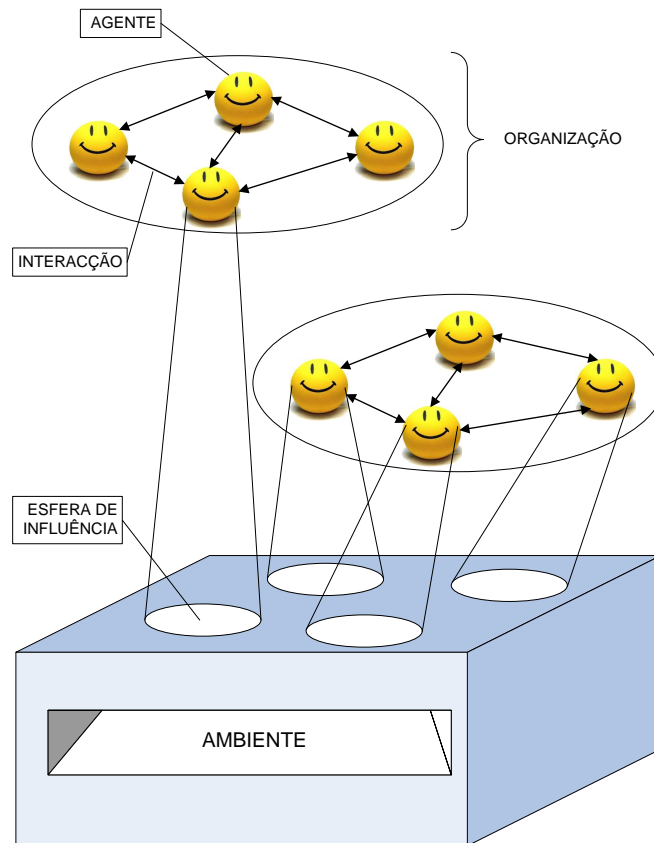 AGENTE
ORGANIZAÇÃO
INTERACÇÃO
ESFERA DE
INFLUÊNCIA
AMBIENTE